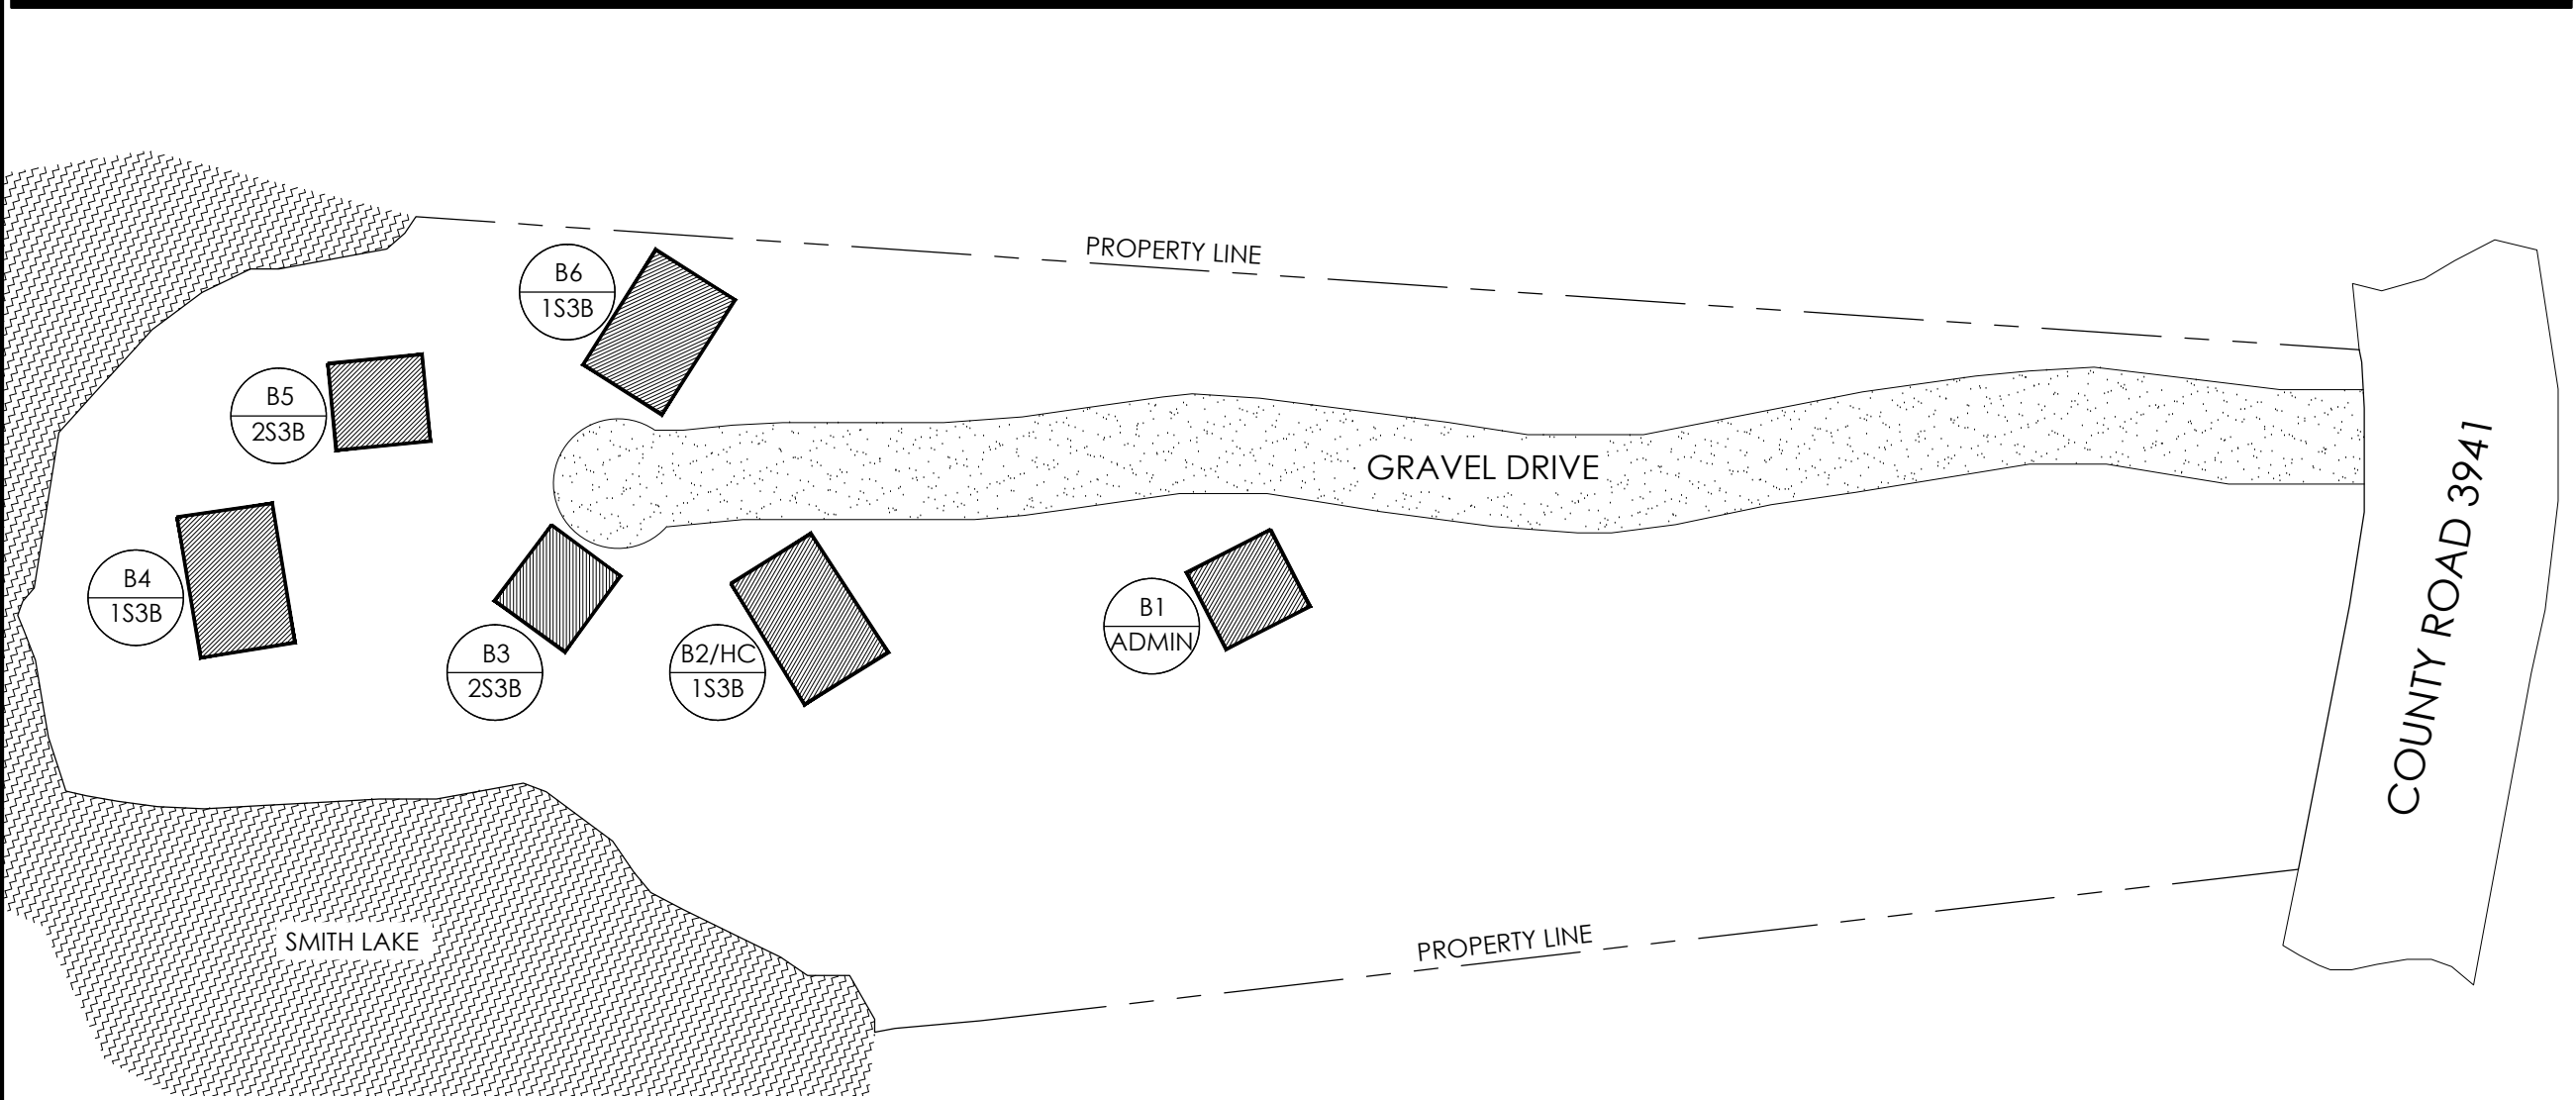 PROPERTY LINE
B6
1S3B
B5
2S3B
GRAVEL DRIVE
COUNTY ROAD 3941
B4
1S3B
B3
2S3B
B2/HC
1S3B
B1
ADMIN
SMITH LAKE
PROPERTY LINE